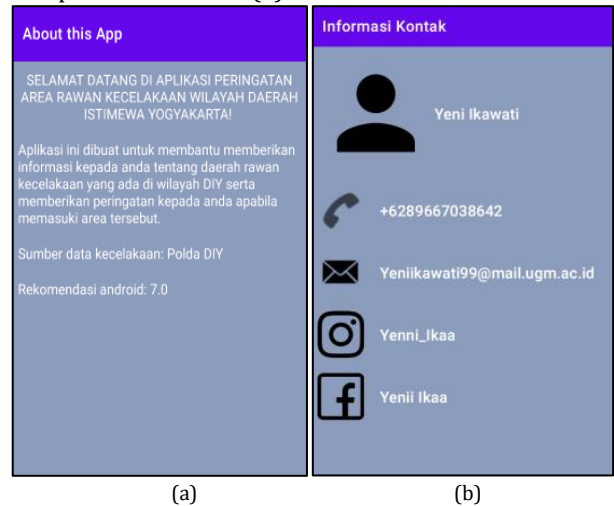 About this App
SELAMAT DATANG DI APLIKASI PERINGATAN
AREA RAWAN KECELAKAAN WILAYAH DAERAH
ISTIMEWA YOGYAKARTA!
Aplikasi ini dibuat untuk membantu memberikan
informasi kepada anda tentang daerah rawan
kecelakaan yang ada di wilayah DIY serta
memberikan peringatan kepada anda apabila
memasuki area tersebut.
Sumber data kecelakaan: Polda DIY
Rekomendasi android: 7.0
(a)
Informasi Kontak
Yeni Ikawati
+6289667038642
Yeniikawati99@mail.ugm.ac.id
Yenni_Ikaa
Yenii Ikaa
(b)